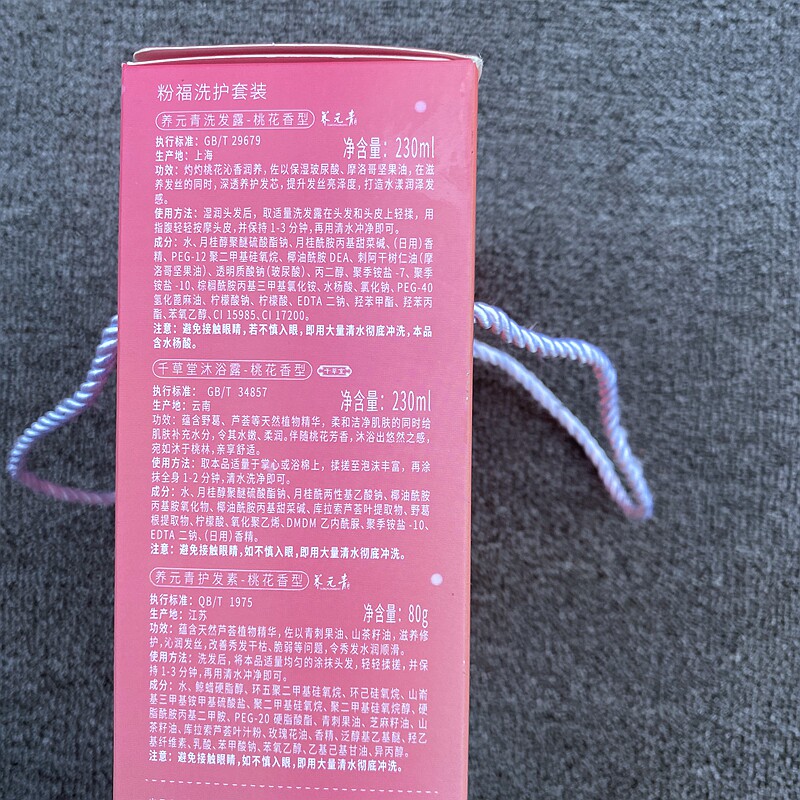 粉福洗护套装
养元青洗发露-桃花香型 养元青
执行标准：GB/T 29679
生产地：上海
净含量：230ml
功效：灼灼桃花沁香润养，佐以保湿玻尿酸、摩洛哥坚果油，在滋
养发丝的同时，深透养护发芯，提升发丝亮泽度，打造水漾润泽发
感。
使用方法：湿润头发后，取适量洗发露在头发和头皮上轻揉，用
指腹轻轻按摩头皮，并保持1-3分钟，再用清水冲净即可。
成分：水、月桂醇聚醚硫酸酯钠、月桂酰胺丙基甜菜碱、(日用)香
精、PEG-12 聚二甲基硅氧烷、椰油酰胺 DEA、刺阿干树仁油(摩
洛哥坚果油)、透明质酸钠(玻尿酸)、丙二醇、聚季铵盐-7、聚季
铵盐-10、棕榈酰胺丙基三甲基氯化铵、水杨酸、氯化钠、PEG-40
氢化蓖麻油、柠檬酸钠、柠檬酸、EDTA 二钠、羟苯甲酯、羟苯丙
酯、苯氧乙醇、CI 15985、CI 17200。
注意：避免接触眼睛，若不慎入眼，即用大量清水彻底冲洗，本品
含水杨酸。
千草堂沐浴露-桃花香型 千草堂
执行标准： GB/T 34857
生产地：云南
净含量：230ml
功效：蕴含野葛、芦荟等天然植物精华，柔和洁净肌肤的同时给
肌肤补充水分，令其水嫩、柔润。伴随桃花芳香，沐浴出悠然之感，
宛如沐于桃林，亲享舒适。
使用方法：取本品适量于掌心或浴棉上，揉搓至泡沫丰富，再涂
抹全身1-2分钟，清水洗净即可。
成分：水、月桂醇聚醚硫酸酯钠、月桂酰两性基乙酸钠、椰油酰胺
丙基胺氧化物、椰油酰胺丙基甜菜碱、库拉索芦荟叶提取物、野葛
根提取物、柠檬酸、氧化聚乙烯、DMDM 乙内酰脲、聚季铵盐-10、
EDTA 二钠、(日用)香精。
注意：避免接触眼睛，如不慎入眼，即用大量清水彻底冲洗。
养元青护发素-桃花香型 养元青
执行标准：QB/T 1975
生产地：江苏
净含量：80g
功效：蕴含天然芦荟植物精华，佐以青刺果油、山茶籽油，滋养修
护，沁润发丝，改善秀发干枯、脆弱等问题，令秀发水润顺滑。
使用方法：洗发后，将本品适量均匀的涂抹头发，轻轻揉搓，并保
持1-3分钟，再用清水冲净即可。
成分：水、鲸蜡硬脂醇、环五聚二甲基硅氧烷、环己硅氧烷、山嵛
基三甲基铵甲基硫酸盐、聚二甲基硅氧烷、聚二甲基硅氧烷醇、硬
脂酰胺丙基二甲胺、PEG-20 硬脂酸酯、青刺果油、芝麻籽油、山
茶籽油、库拉索芦荟叶汁粉、玫瑰花油、香精、泛醇基乙基醚、羟乙
基纤维素、乳酸、苯甲酸钠、苯氧乙醇、乙基己基甘油、异丙醇。
注意：避免接触眼睛，如不慎入眼，即用大量清水彻底冲洗。